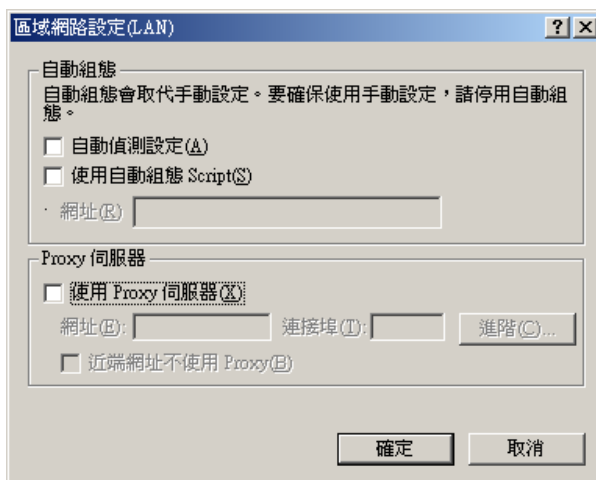 區域網路設定(LAN)
自動組態
自動組態會取代手動設定。要確保使用手動設定，請停用自動組
態。
自動偵測設定(A)
使用自動組態 Script(S)
網址(R)
Proxy 伺服器
使用 Proxy 伺服器(X)
網址(E): 連接埠(T): 進階(C)...
近端網址不使用 Proxy(B)
確定 取消